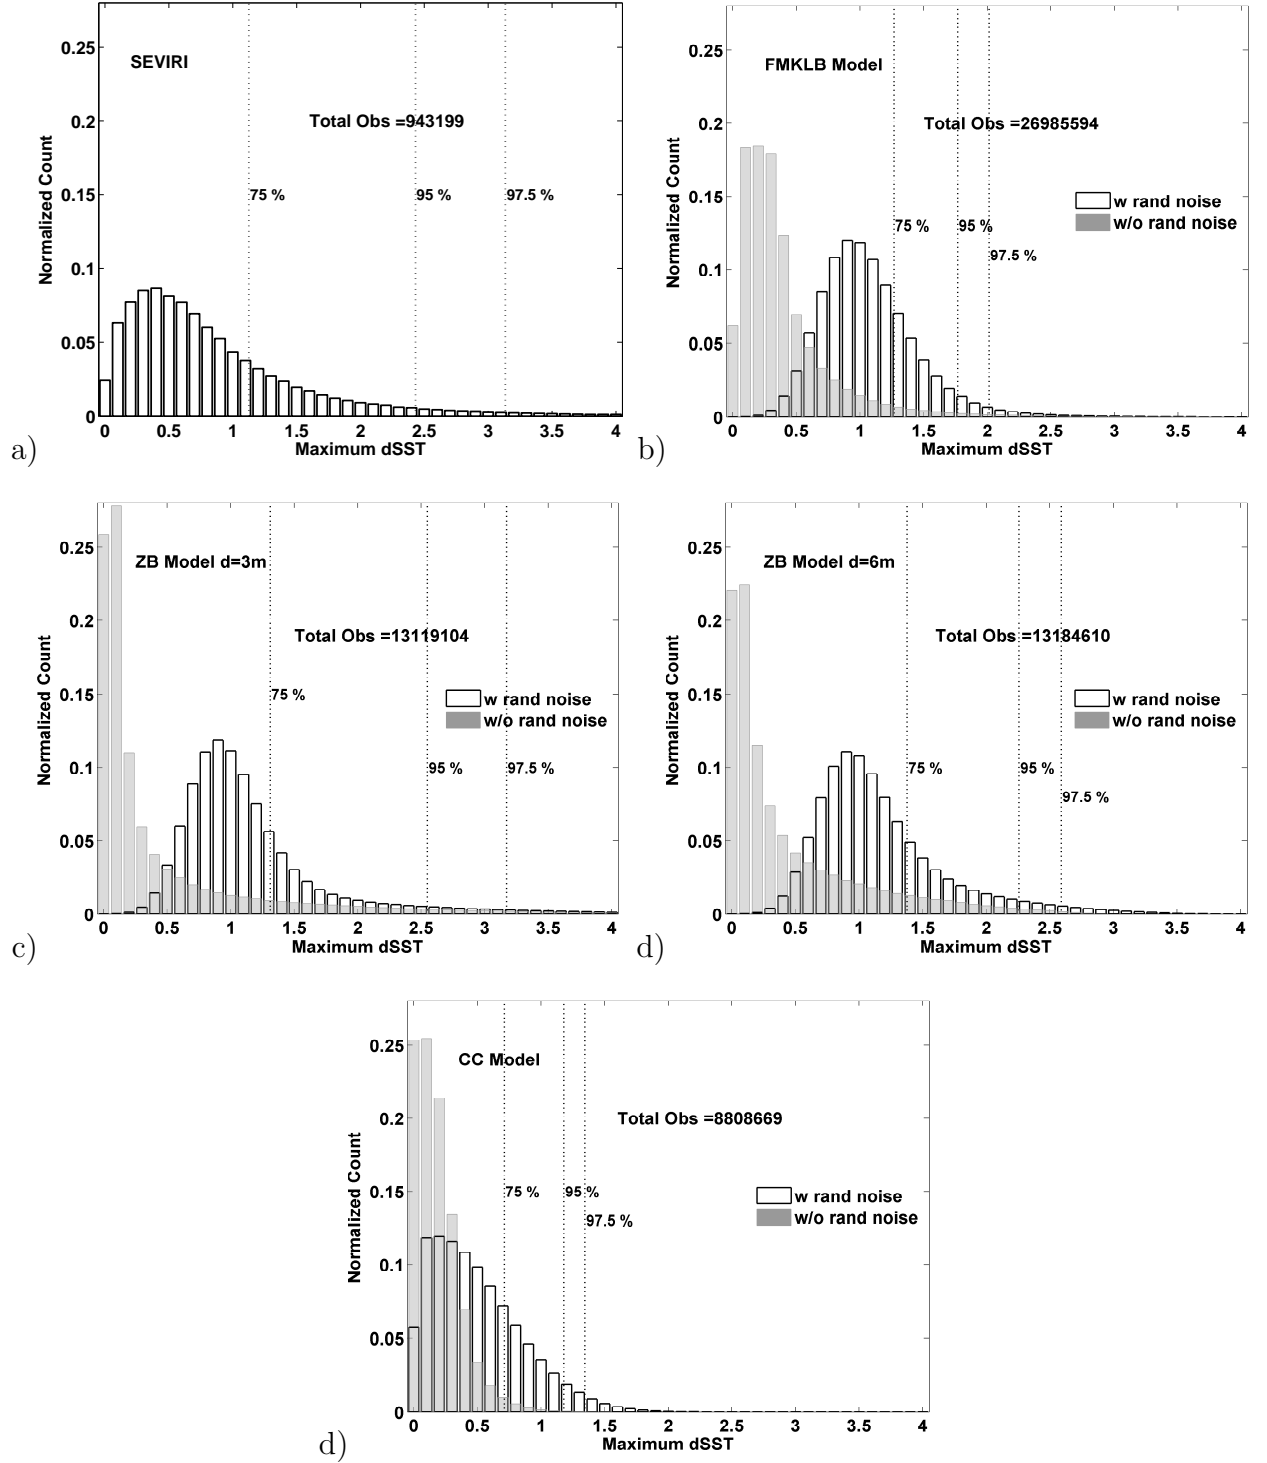 SEVIRI
Total Obs =943199
75 %
95 %
97.5 %
0.25
0.2
0.15
0.1
0.05
0
Normalized Count
0 0.5 1 1.5 2 2.5 3 3.5 4
Maximum dSST
a)
FMKLB Model
Total Obs =26985594
w rand noise
w/o rand noise
75 %
95 %
97.5 %
0.25
0.2
0.15
0.1
0.05
0
Normalized Count
0 0.5 1 1.5 2 2.5 3 3.5 4
Maximum dSST
b)
ZB Model d=3m
Total Obs =13119104
75 %
w rand noise
w/o rand noise
95 %
97.5 %
0.25
0.2
0.15
0.1
0.05
0
Normalized Count
0 0.5 1 1.5 2 2.5 3 3.5 4
Maximum dSST
c)
ZB Model d=6m
Total Obs =13184610
w rand noise
w/o rand noise
75 %
95 %
97.5 %
0.25
0.2
0.15
0.1
0.05
0
Normalized Count
0 0.5 1 1.5 2 2.5 3 3.5 4
Maximum dSST
d)
CC Model
Total Obs =8808669
75 %
95 %
w rand noise
97.5 %
w/o rand noise
0.25
0.2
0.15
0.1
0.05
0
Normalized Count
0 0.5 1 1.5 2 2.5 3 3.5 4
Maximum dSST
d)